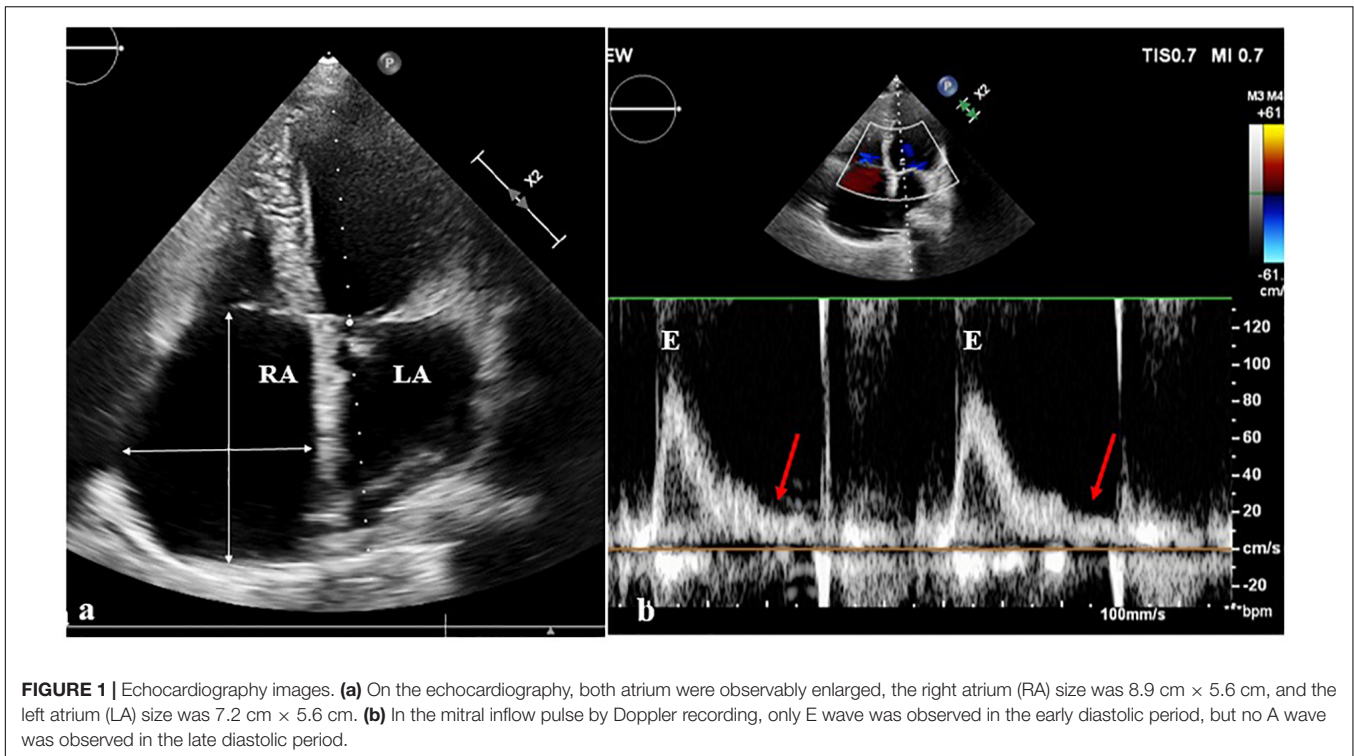 P
X2
RA
LA
a
EW
TIS0.7 MI 0.7
P
X2
M3 M4
+61
-61.
cm/
E
E
120
100
80
60
40
20
cm/s
-20
bpm
100mm/s
b
FIGURE 1 | Echocardiography images. (a) On the echocardiography, both atrium were observably enlarged, the right atrium (RA) size was 8.9 cm × 5.6 cm, and the
left atrium (LA) size was 7.2 cm × 5.6 cm. (b) In the mitral inflow pulse by Doppler recording, only E wave was observed in the early diastolic period, but no A wave
was observed in the late diastolic period.